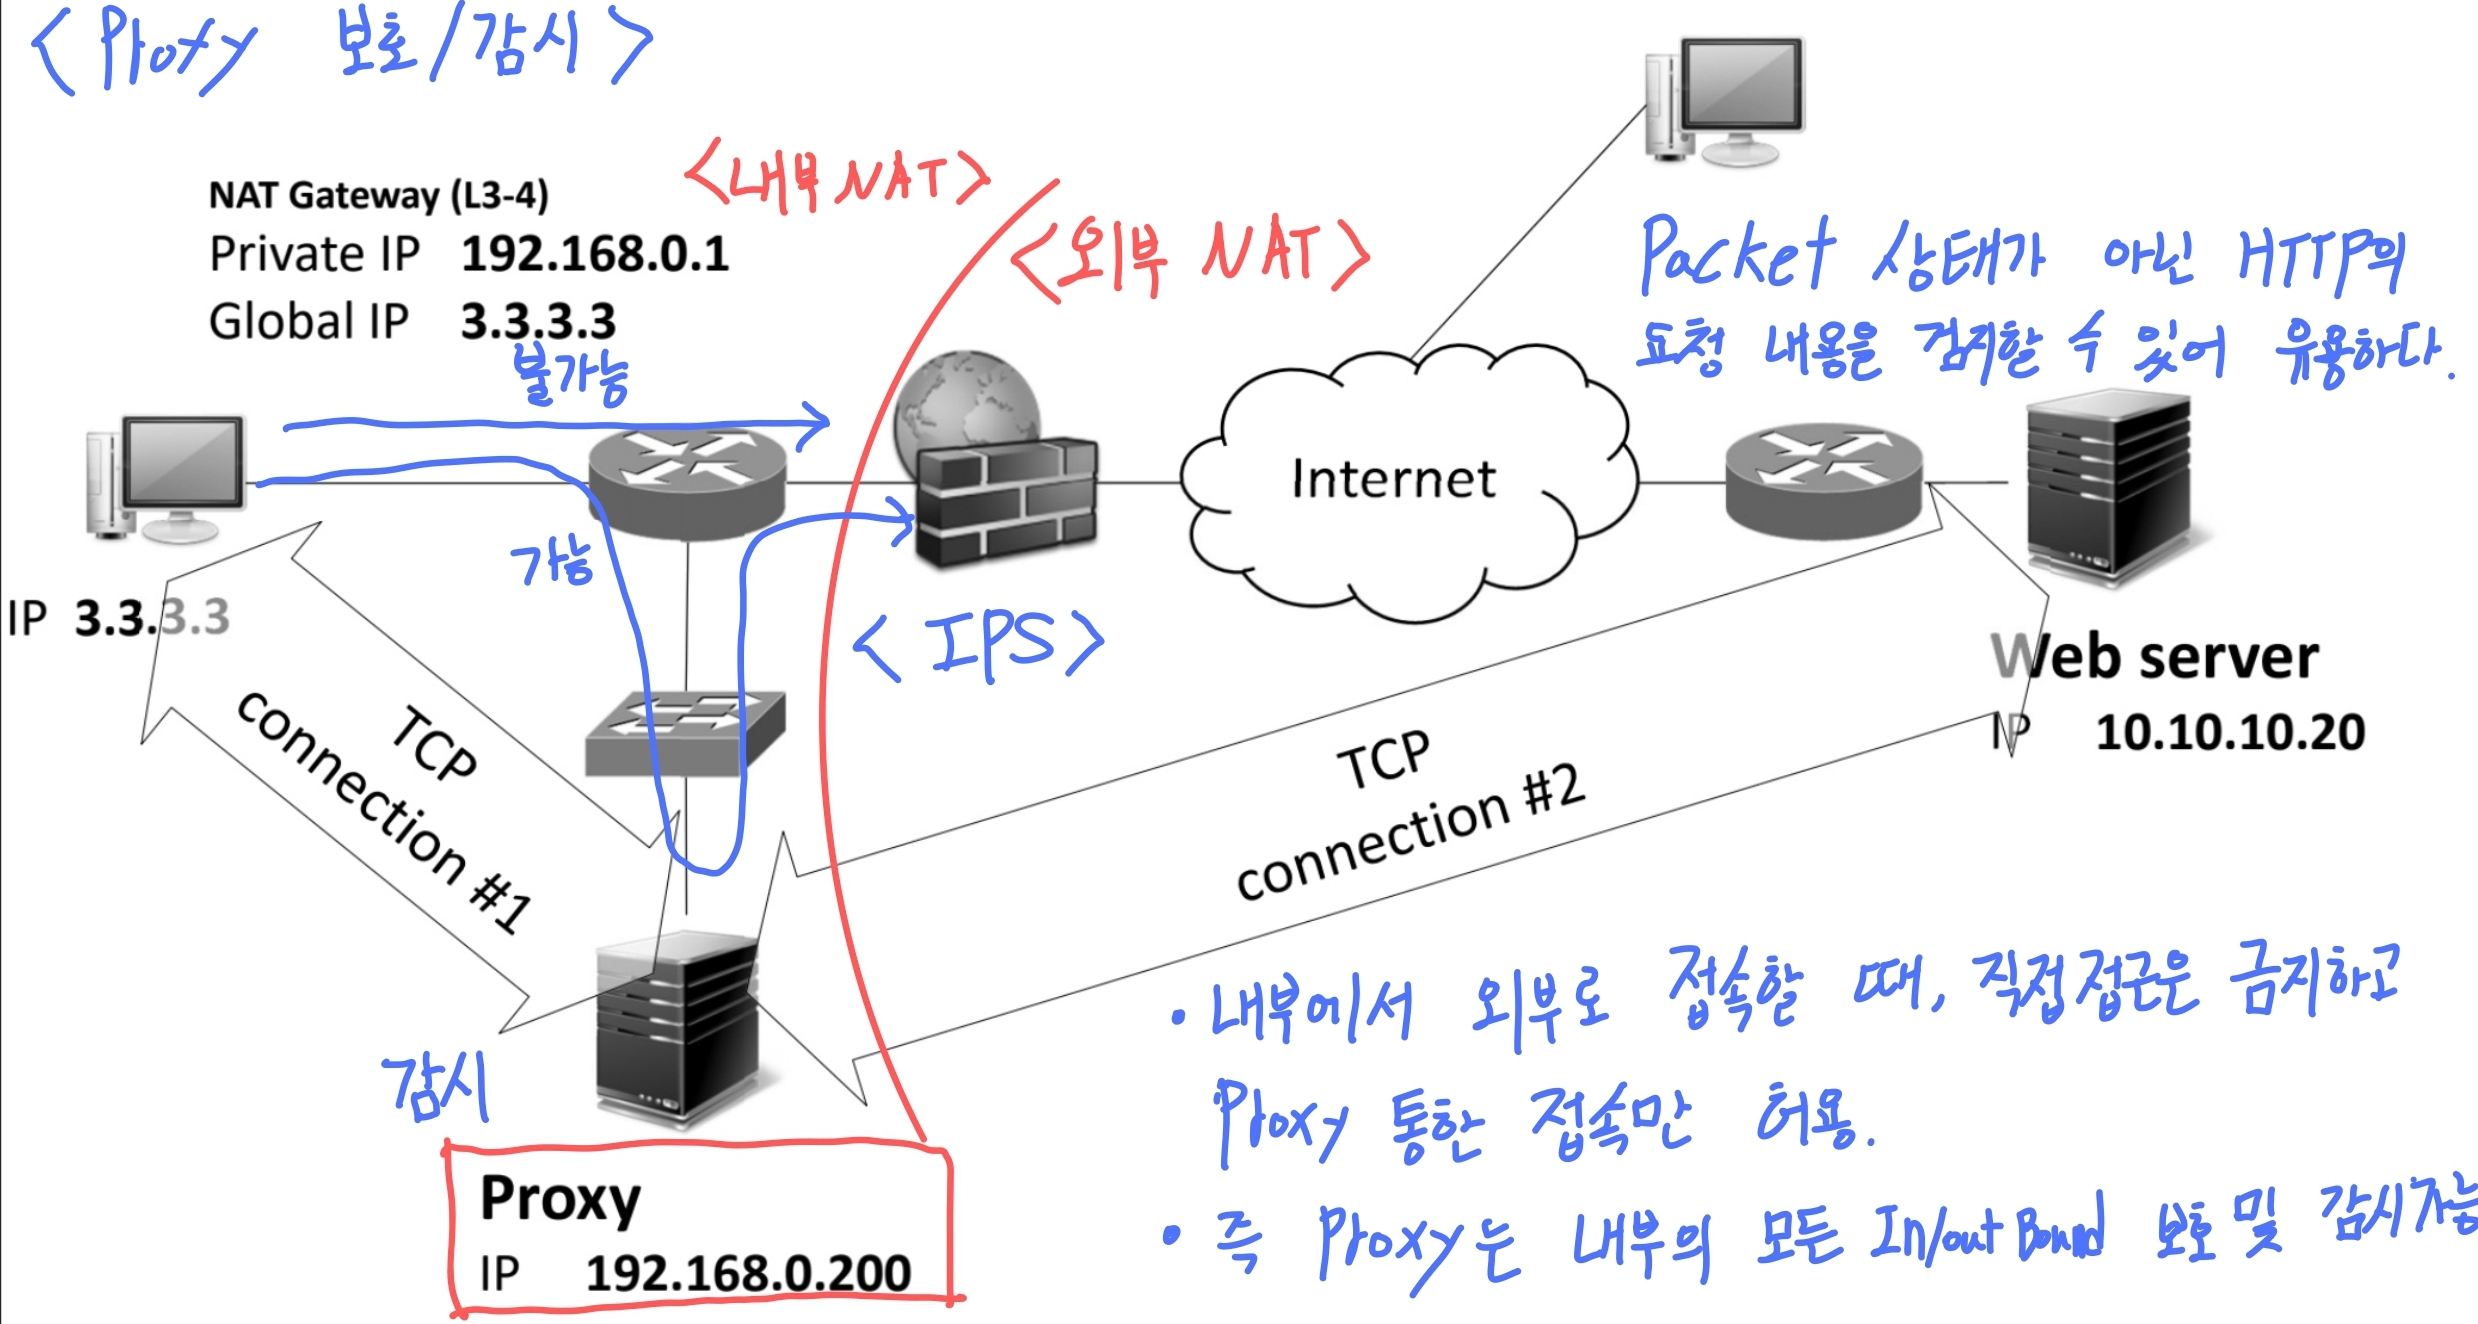 <Proxy 보호/감시>
<내부 NAT>
<외부 NAT>
NAT Gateway (L3-4)
Private IP 192.168.0.1
Global IP 3.3.3.3
Packet 상태가 아닌 HTTP의
요청 내용을 검지할 수 있어 유용하다.
불가능
Internet
가능
IP 3.3.3.3
<IPS>
Web server
IP 10.10.10.20
TCP
connection #1
TCP
connection #2
감시
Proxy
IP 192.168.0.200
• 내부에서 외부로 접속할 때, 직접접근은 금지하고
Proxy 통한 접속만 허용.
• 즉 Proxy는 내부의 모든 In/out Bound 보호 및 감시가능